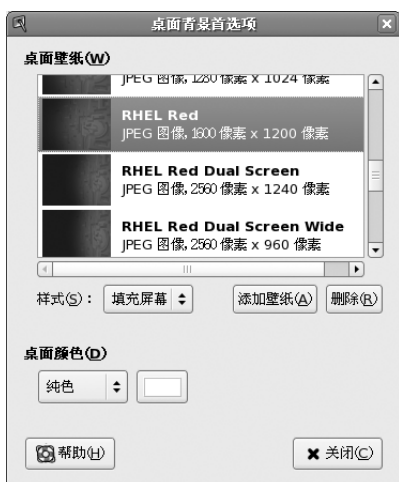 桌面背景首选项
桌面壁纸(W)
JPEG 图像, 1280 像素 x 1024 像素
RHEL Red
JPEG 图像, 1600 像素 x 1200 像素
RHEL Red Dual Screen
JPEG 图像, 2560 像素 x 1240 像素
RHEL Red Dual Screen Wide
JPEG 图像, 2560 像素 x 960 像素
样式(S)： 填充屏幕 添加壁纸(A) 删除(R)
桌面颜色(D)
纯色
帮助(H) 关闭(C)